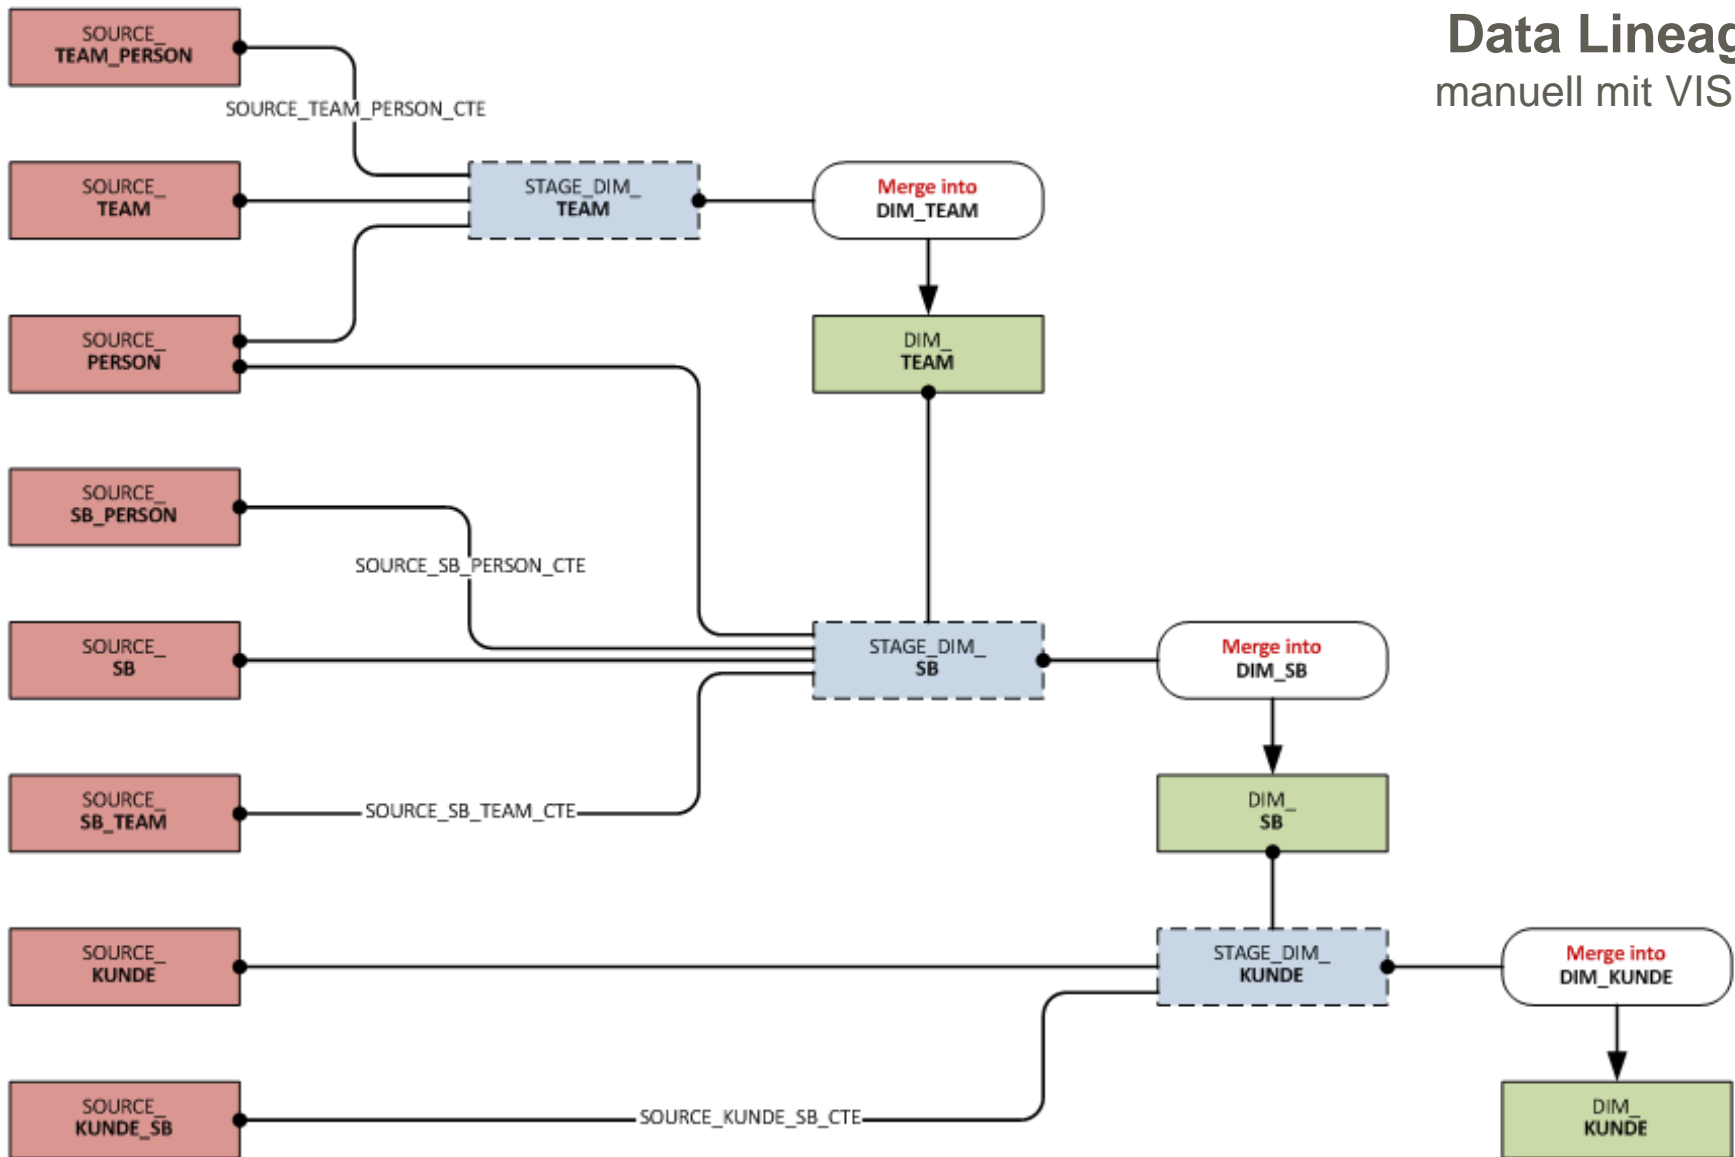 Data Lineag
manuell mit VIS
SOURCE_
TEAM_PERSON
SOURCE_TEAM_PERSON_CTE
SOURCE_
TEAM
STAGE_DIM_
TEAM
Merge into
DIM_TEAM
SOURCE_
PERSON
DIM_
TEAM
SOURCE_
SB_PERSON
SOURCE_SB_PERSON_CTE
SOURCE_
SB
STAGE_DIM_
SB
Merge into
DIM_SB
SOURCE_
SB_TEAM
SOURCE_SB_TEAM_CTE
DIM_
SB
SOURCE_
KUNDE
STAGE_DIM_
KUNDE
Merge into
DIM_KUNDE
SOURCE_
KUNDE_SB
SOURCE_KUNDE_SB_CTE
DIM_
KUNDE